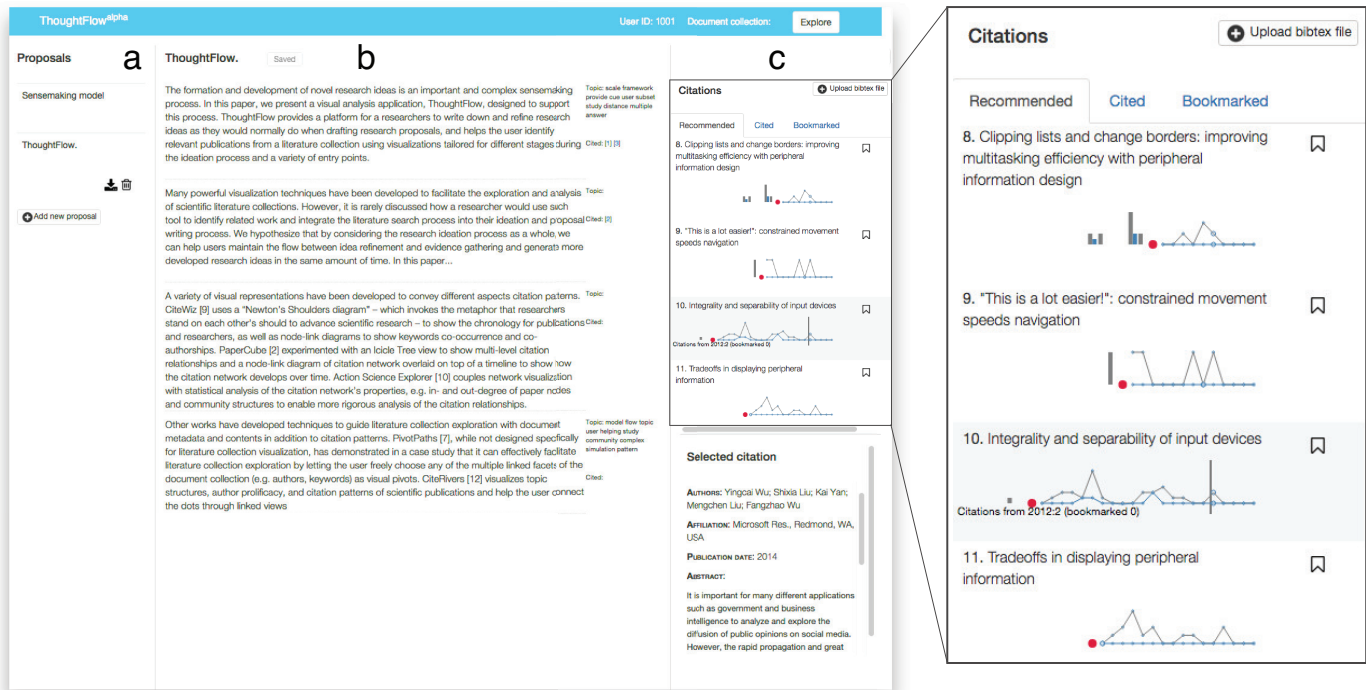 ThoughtFlow alpha
User ID: 1001 Document collection: Explore
Proposals a
Sensemaking model
ThoughtFlow.
Add new proposal
ThoughtFlow. Saved b
The formation and development of novel research ideas is an important and complex sensemaking
process. In this paper, we present a visual analysis application, ThoughtFlow, designed to support
this process. ThoughtFlow provides a platform for a researchers to write down and refine research
ideas as they would normally do when drafting research proposals, and helps the user identify
relevant publications from a literature collection using visualizations tailored for different stages during
the ideation process and a variety of entry points.
Topic: scale framework
provide cue user subset
study distance multiple
answer
Cited: [1] [3]
Many powerful visualization techniques have been developed to facilitate the exploration and analysis
of scientific literature collections. However, it is rarely discussed how a researcher would use such
tool to identify related work and integrate the literature search process into their ideation and proposal
writing process. We hypothesize that by considering the research ideation process as a whole, we
can help users maintain the flow between idea refinement and evidence gathering and generate more
developed research ideas in the same amount of time. In this paper...
Topic:
Cited: [2]
A variety of visual representations have been developed to convey different aspects citation patterns.
CiteWiz [9] uses a "Newton's Shoulders diagram" – which invokes the metaphor that researchers
stand on each other's should to advance scientific research – to show the chronology for publications
and researchers, as well as node-link diagrams to show keywords co-occurrence and co-
authorships. PaperCube [2] experimented with an Icicle Tree view to show multi-level citation
relationships and a node-link diagram of citation network overlaid on top of a timeline to show how
the citation network develops over time. Action Science Explorer [10] couples network visualization
with statistical analysis of the citation network's properties, e.g. in- and out-degree of paper nodes
and community structures to enable more rigorous analysis of the citation relationships.
Topic:
Cited:
Other works have developed techniques to guide literature collection exploration with document
metadata and contents in addition to citation patterns. PivotPaths [7], while not designed specfically
for literature collection visualization, has demonstrated in a case study that it can effectively faclitate
literature collection exploration by letting the user freely choose any of the multiple linked facets of the
document collection (e.g. authors, keywords) as visual pivots. CiteRivers [12] visualizes topic
structures, author prolificacy, and citation patterns of scientific publications and help the user connect
the dots through linked views
Topic: model flow topic
user helping study
community complex
simulation pattern
Cited:
c
Citations Upload bibtex file
Recommended Cited Bookmarked
8. Clipping lists and change borders: improving
multitasking efficiency with peripheral
information design
9. "This is a lot easier!": constrained movement
speeds navigation
10. Integrality and separability of input devices
Citations from 2012:2 (bookmarked 0)
11. Tradeoffs in displaying peripheral
information
Selected citation
AUTHORS: Yingcai Wu; Shixia Liu; Kai Yan;
Mengchen Liu; Fangzhao Wu
AFFILIATION: Microsoft Res., Redmond, WA,
USA
PUBLICATION DATE: 2014
ABSTRACT:
It is important for many different applications
such as government and business
intelligence to analyze and explore the
diffusion of public opinions on social media.
However, the rapid propagation and great
Citations Upload bibtex file
Recommended Cited Bookmarked
8. Clipping lists and change borders: improving
multitasking efficiency with peripheral
information design
9. "This is a lot easier!": constrained movement
speeds navigation
10. Integrality and separability of input devices
Citations from 2012:2 (bookmarked 0)
11. Tradeoffs in displaying peripheral
information